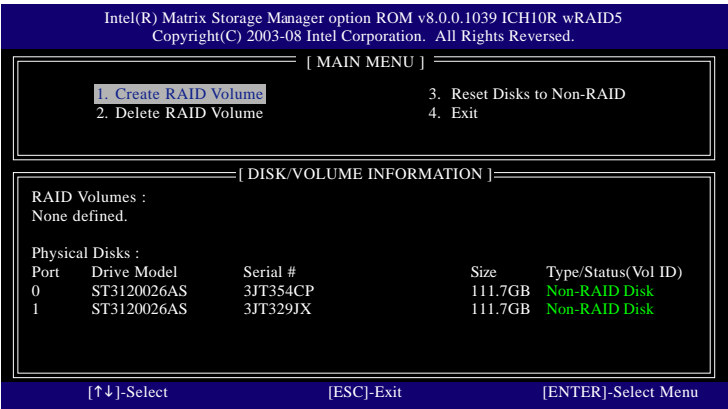 Intel(R) Matrix Storage Manager option ROM v8.0.0.1039 ICH10R wRAID5
Copyright(C) 2003-08 Intel Corporation. All Rights Reversed.
[ MAIN MENU ]
1. Create RAID Volume 3. Reset Disks to Non-RAID
2. Delete RAID Volume 4. Exit
[ DISK/VOLUME INFORMATION ]
RAID Volumes :
None defined.
Physical Disks :
Port Drive Model Serial # Size Type/Status(Vol ID)
0 ST3120026AS 3JT354CP 111.7GB Non-RAID Disk
1 ST3120026AS 3JT329JX 111.7GB Non-RAID Disk
[↑↓]-Select [ESC]-Exit [ENTER]-Select Menu